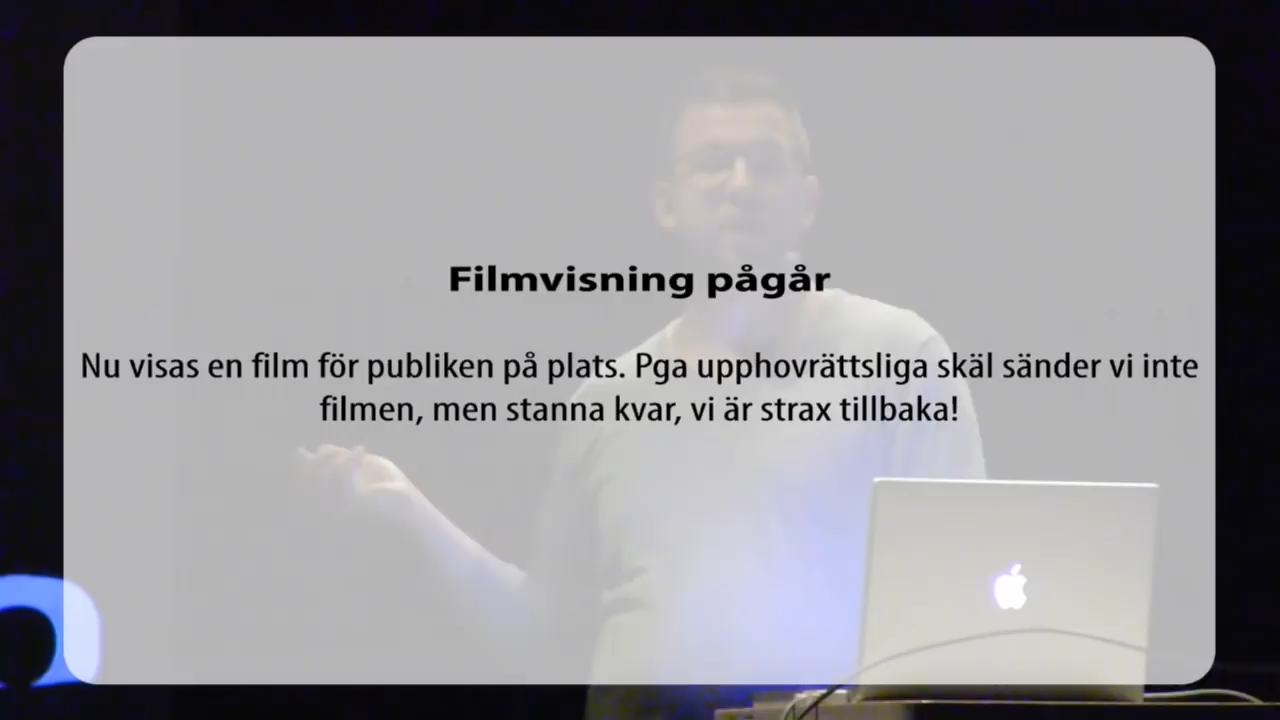 Filmvisning pågår
Nu visas en film för publiken på plats. Pga upphovrättsliga skäl sänder vi inte
filmen, men stanna kvar, vi är strax tillbaka!